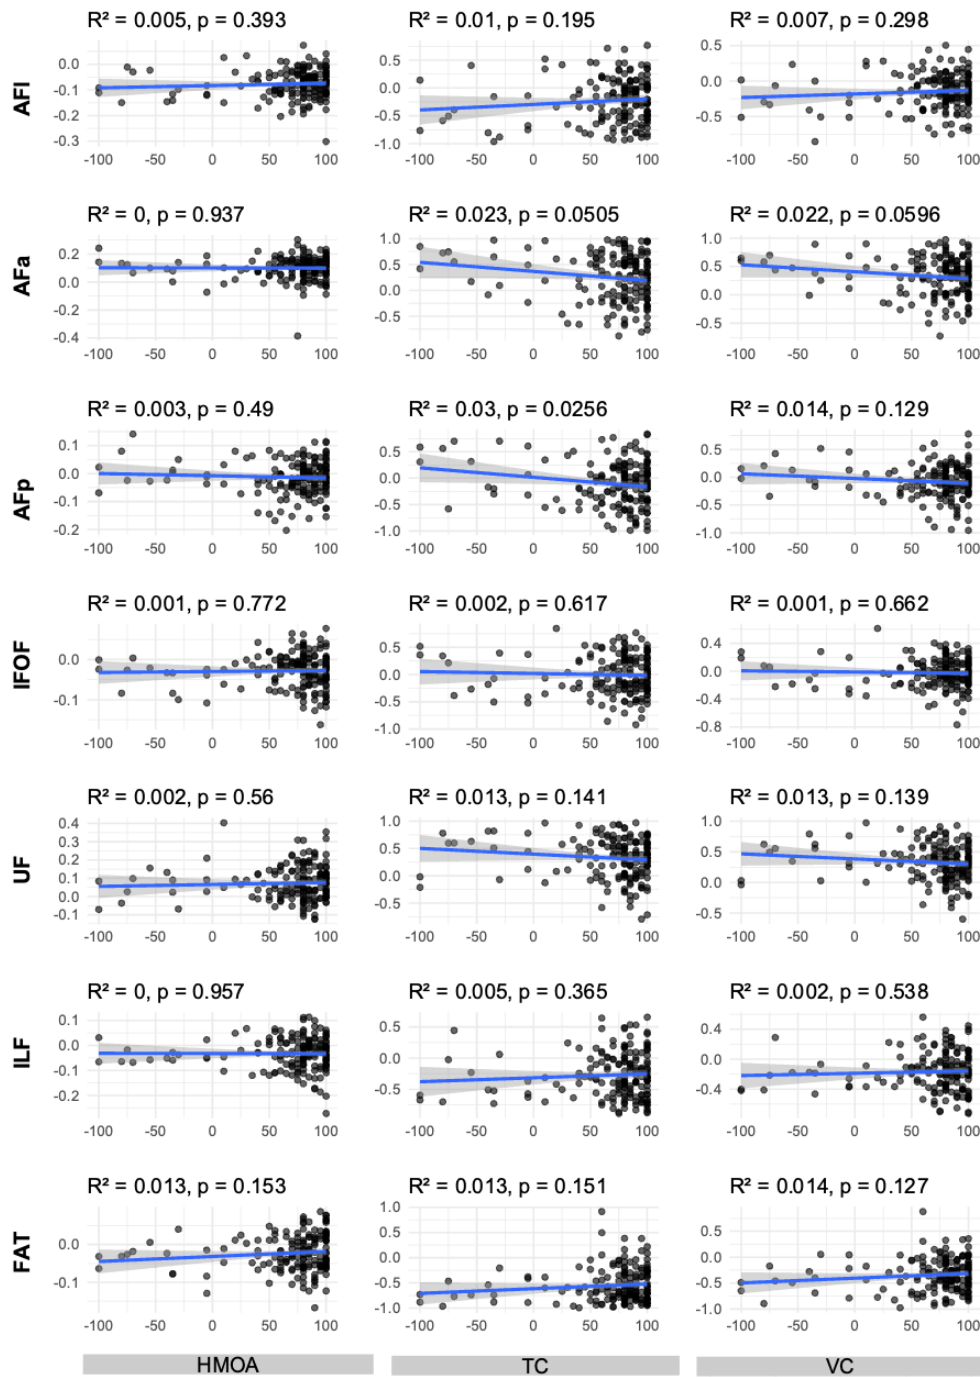 R² = 0.005, p = 0.393 R² = 0.01, p = 0.195 R² = 0.007, p = 0.298
AFl
0.0 -0.1 -0.2 -0.3
0.5 0.0 -0.5 -1.0
0.5 0.0 -0.5
-100 -50 0 50 100 -100 -50 0 50 100 -100 -50 0 50 100
R² = 0, p = 0.937 R² = 0.023, p = 0.0505 R² = 0.022, p = 0.0596
AFa
0.2 0.0 -0.2 -0.4
1.0 0.5 0.0 -0.5
1.0 0.5 0.0 -0.5
-100 -50 0 50 100 -100 -50 0 50 100 -100 -50 0 50 100
R² = 0.003, p = 0.49 R² = 0.03, p = 0.0256 R² = 0.014, p = 0.129
AFp
0.1 0.0 -0.1 -0.2
0.5 0.0 -0.5 -1.0
0.5 0.0 -0.5 -1.0
-100 -50 0 50 100 -100 -50 0 50 100 -100 -50 0 50 100
R² = 0.001, p = 0.772 R² = 0.002, p = 0.617 R² = 0.001, p = 0.662
IFOF
0.0 -0.1
0.5 0.0 -0.5 -1.0
0.4 0.0 -0.4 -0.8
-100 -50 0 50 100 -100 -50 0 50 100 -100 -50 0 50 100
R² = 0.002, p = 0.56 R² = 0.013, p = 0.141 R² = 0.013, p = 0.139
UF
0.4 0.3 0.2 0.1 0.0 -0.1
1.0 0.5 0.0 -0.5
1.0 0.5 0.0 -0.5
-100 -50 0 50 100 -100 -50 0 50 100 -100 -50 0 50 100
R² = 0, p = 0.957 R² = 0.005, p = 0.365 R² = 0.002, p = 0.538
ILF
0.1 0.0 -0.1 -0.2
0.5 0.0 -0.5
0.4 0.0 -0.4
-100 -50 0 50 100 -100 -50 0 50 100 -100 -50 0 50 100
R² = 0.013, p = 0.153 R² = 0.013, p = 0.151 R² = 0.014, p = 0.127
FAT
0.0 -0.1
1.0 0.5 0.0 -0.5 -1.0
0.5 0.0 -0.5 -1.0
-100 -50 0 50 100 -100 -50 0 50 100 -100 -50 0 50 100
HMOA TC VC